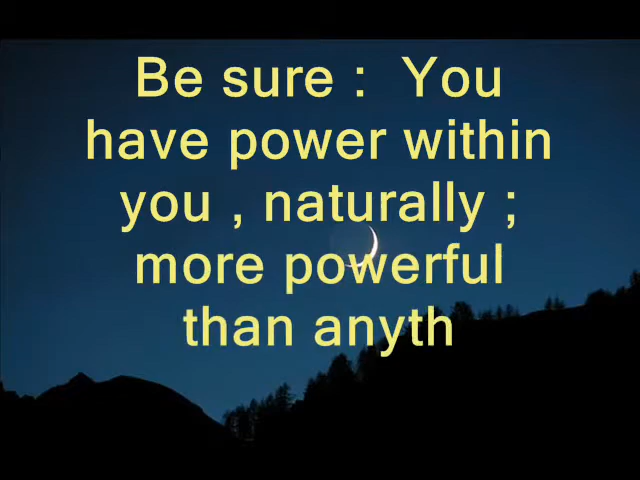 Be sure :  You
have power within
you , naturally ;
more powerful
than anyth